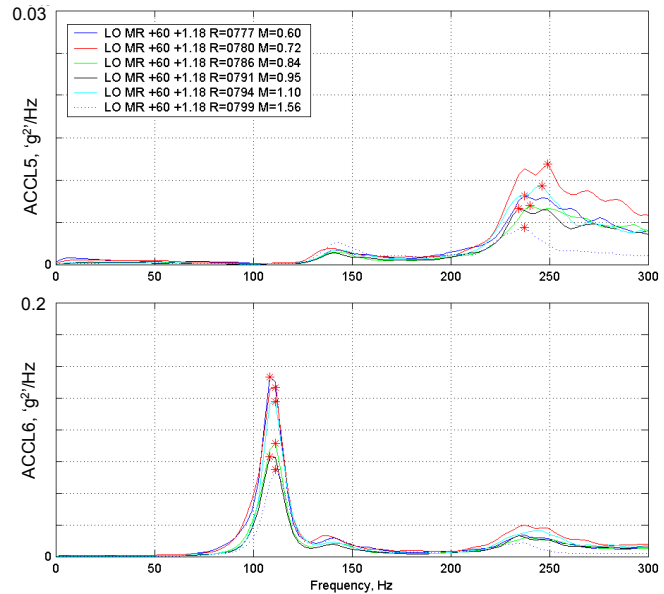 0.03
LO MR +60 +1.18 R=0777 M=0.60
LO MR +60 +1.18 R=0780 M=0.72
LO MR +60 +1.18 R=0786 M=0.84
LO MR +60 +1.18 R=0791 M=0.95
LO MR +60 +1.18 R=0794 M=1.10
LO MR +60 +1.18 R=0799 M=1.56
ACCL5, ‘g²’/Hz
0
0 50 100 150 200 250 300
0.2
ACCL6, ‘g²’/Hz
0
0 50 100 150 200 250 300
Frequency, Hz